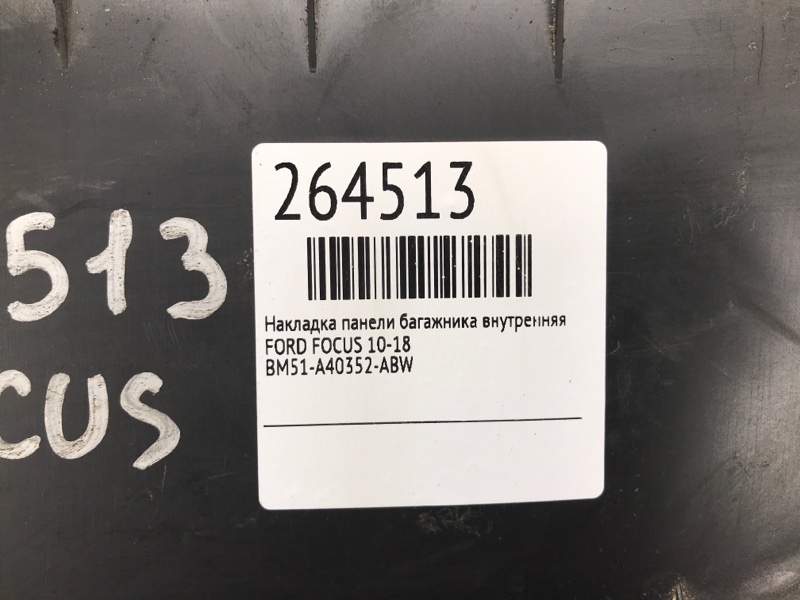 264513
513
CUS
Накладка панели багажника внутренняя
FORD FOCUS 10-18
BM51-A40352-ABW